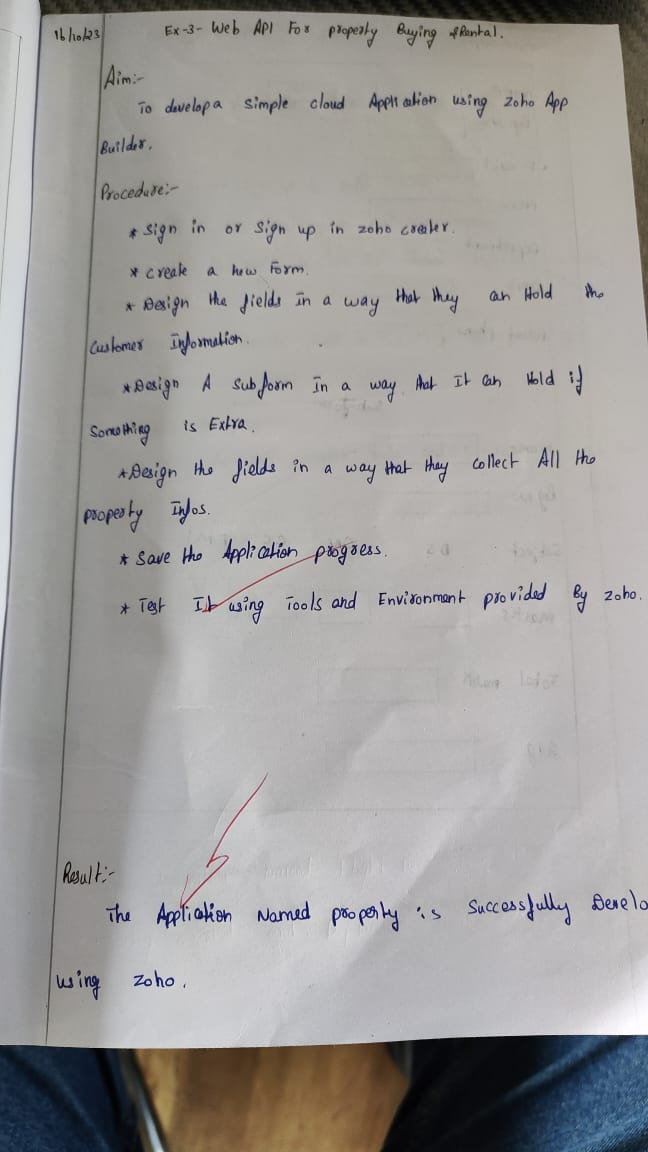 16/10/23
Ex-3- Web API For property Buying & Rental.
Aim:-
To develop a simple cloud Application using Zoho App
Builder.
Procedure:-
* Sign in or Sign up in zoho creater.
* Create a new Form.
* Design the fields in a way that they can Hold the
Customer Information.
* Design A Subform In a way that It Can Hold if
Something is Extra.
* Design the fields in a way that they collect All the
property Infos.
* Save the Application progress.
* Test It using Tools and Environment provided By Zoho.
Result:-
The Application Named property is Successfully Develo
using Zoho.